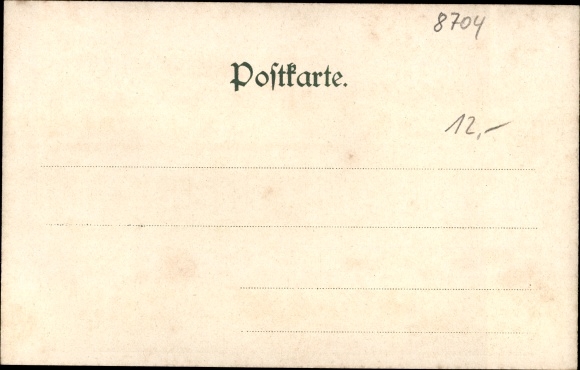 8704
Poſtkarte.
12,-